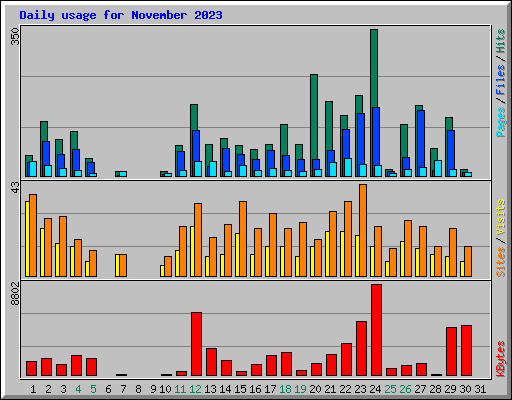 Daily usage for November 2023
350
Pages / Files / Hits
43
Sites / Visits
8802
KBytes
1 2 3 4 5 6 7 8 9 10 11 12 13 14 15 16 17 18 19 20 21 22 23 24 25 26 27 28 29 30 31